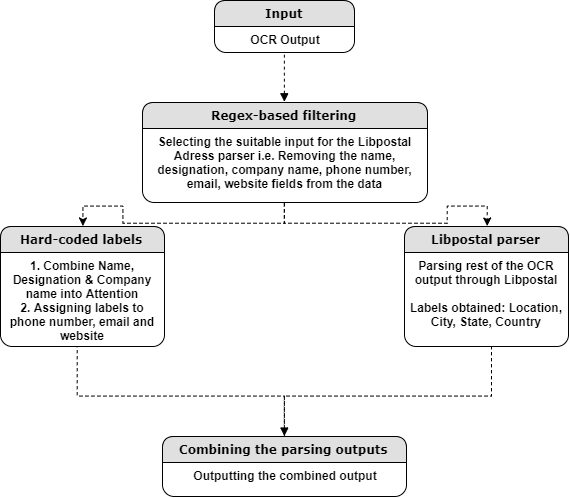 Input
OCR Output
Regex-based filtering
Selecting the suitable input for the Libpostal
Adress parser i.e. Removing the name,
designation, company name, phone number,
email, website fields from the data
Hard-coded labels
1. Combine Name,
Designation & Company
name into Attention
2. Assigning labels to
phone number, email and
website
Libpostal parser
Parsing rest of the OCR
output through Libpostal
Labels obtained: Location,
City, State, Country
Combining the parsing outputs
Outputting the combined output